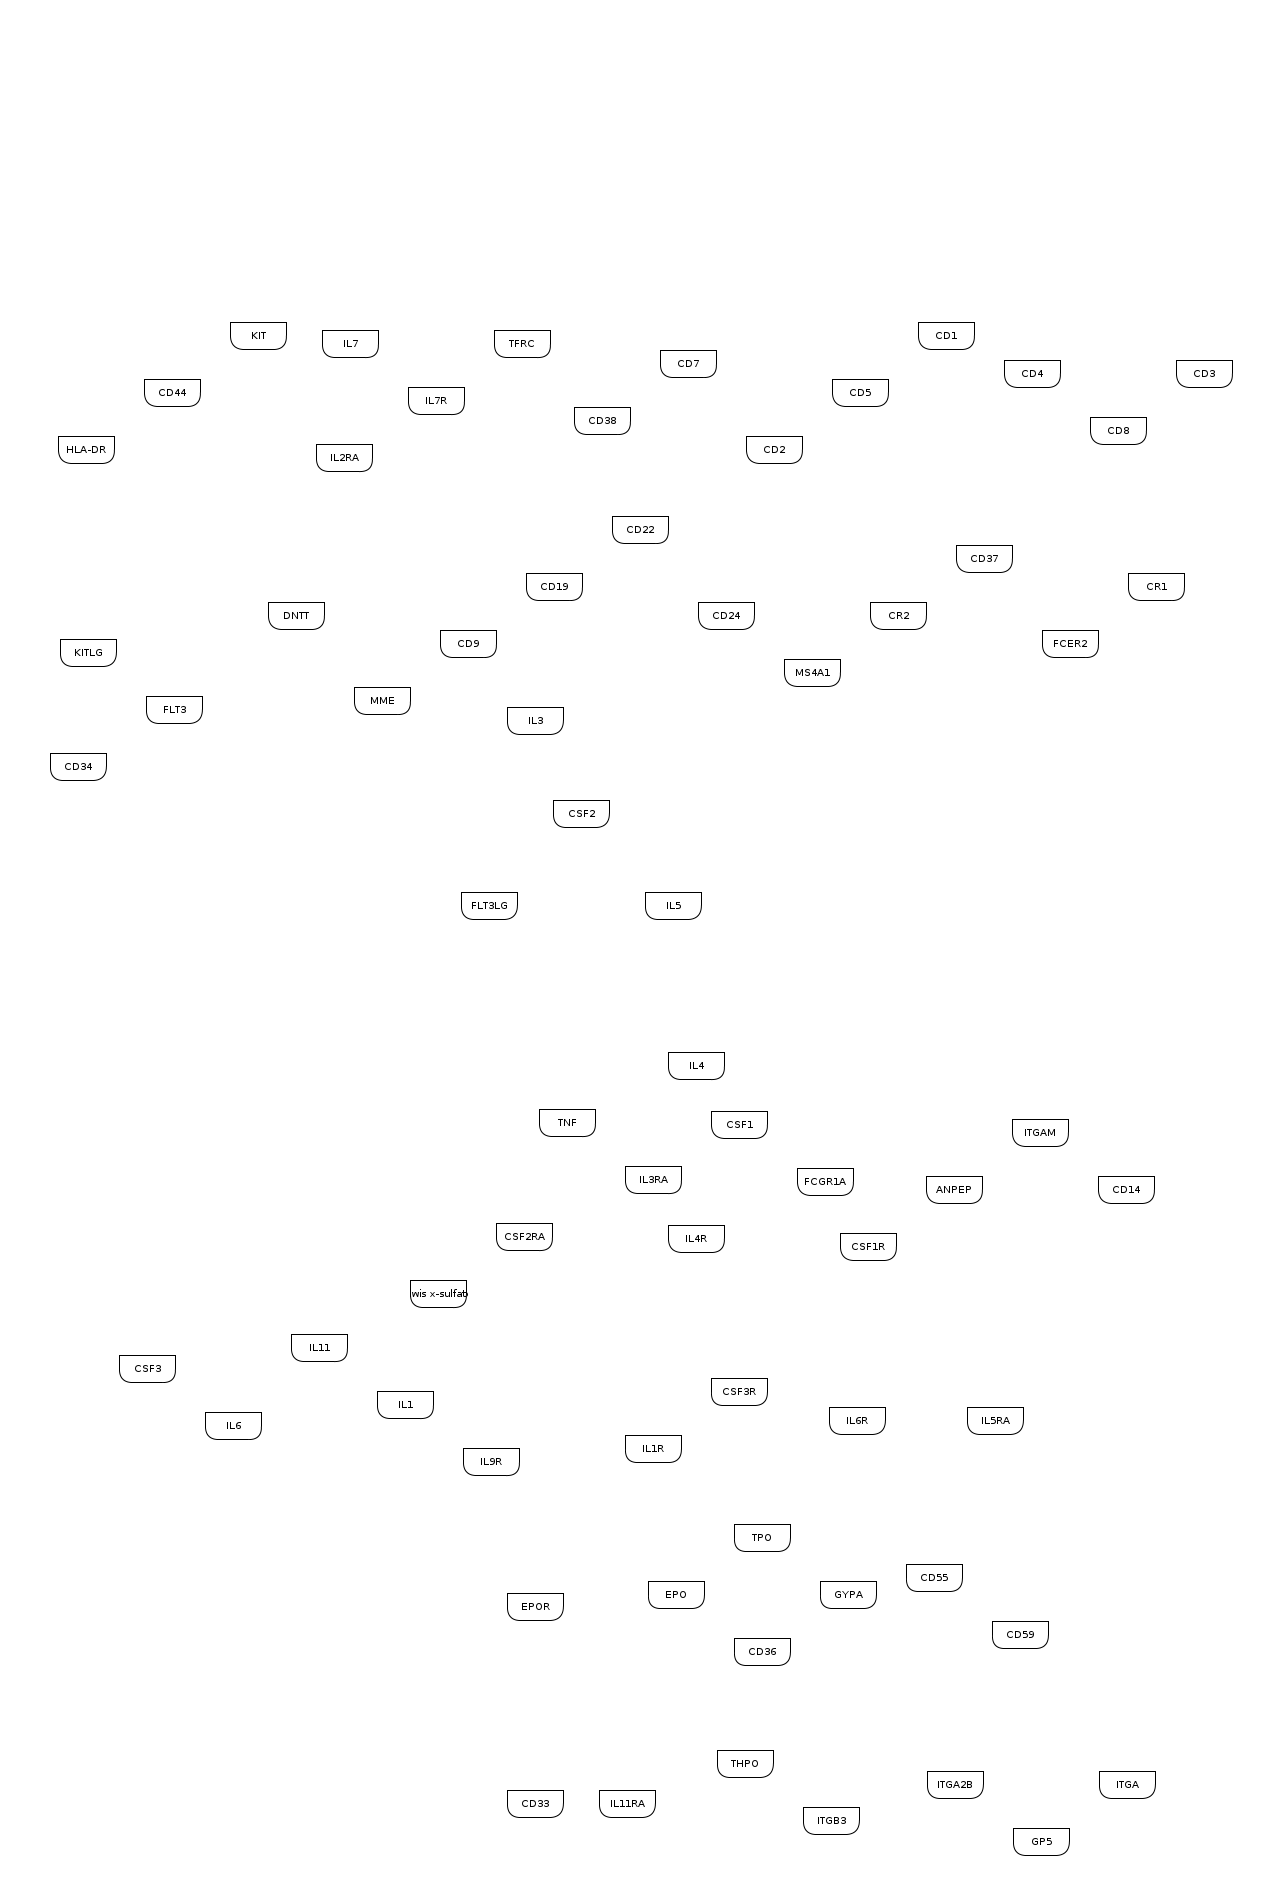 KIT
CD1
IL7
TFRC
CD7
CD4
CD3
CD44
CD5
IL7R
CD38
CD8
HLA-DR
CD2
IL2RA
CD22
CD37
CD19
CR1
DNTT
CD24
CR2
CD9
FCER2
KITLG
MS4A1
MME
FLT3
IL3
CD34
CSF2
FLT3LG
IL5
IL4
TNF
CSF1
ITGAM
IL3RA
FCGR1A
ANPEP
CD14
CSF2RA
IL4R
CSF1R
wis x-sulfat
IL11
CSF3
CSF3R
IL1
IL6
IL6R
IL5RA
IL1R
IL9R
TPO
CD55
EPO
GYPA
EPOR
CD59
CD36
THPO
ITGA2B
ITGA
CD33
IL11RA
ITGB3
GP5